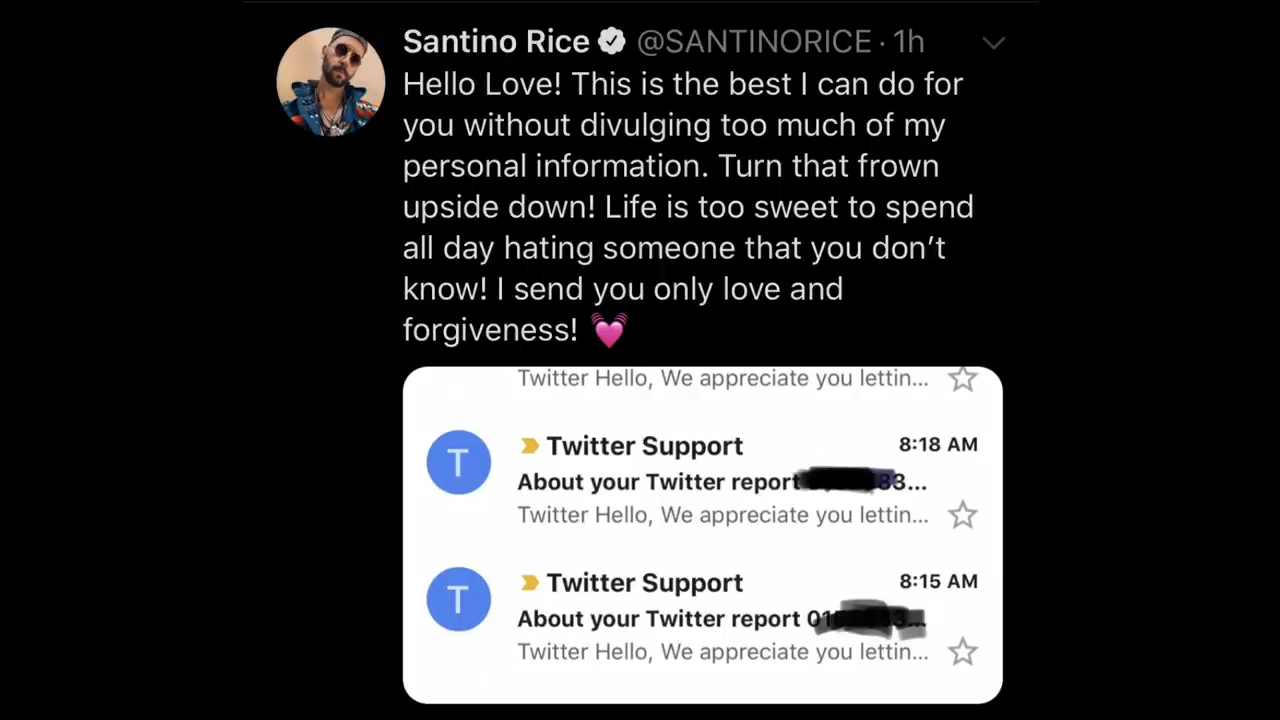 Santino Rice @SANTINORICE · 1h
Hello Love! This is the best I can do for
you without divulging too much of my
personal information. Turn that frown
upside down! Life is too sweet to spend
all day hating someone that you don't
know! I send you only love and
forgiveness! 💓
Twitter Hello, We appreciate you lettin...
T
Twitter Support 8:18 AM
About your Twitter report 83...
Twitter Hello, We appreciate you lettin...
T
Twitter Support 8:15 AM
About your Twitter report 01 3...
Twitter Hello, We appreciate you lettin...